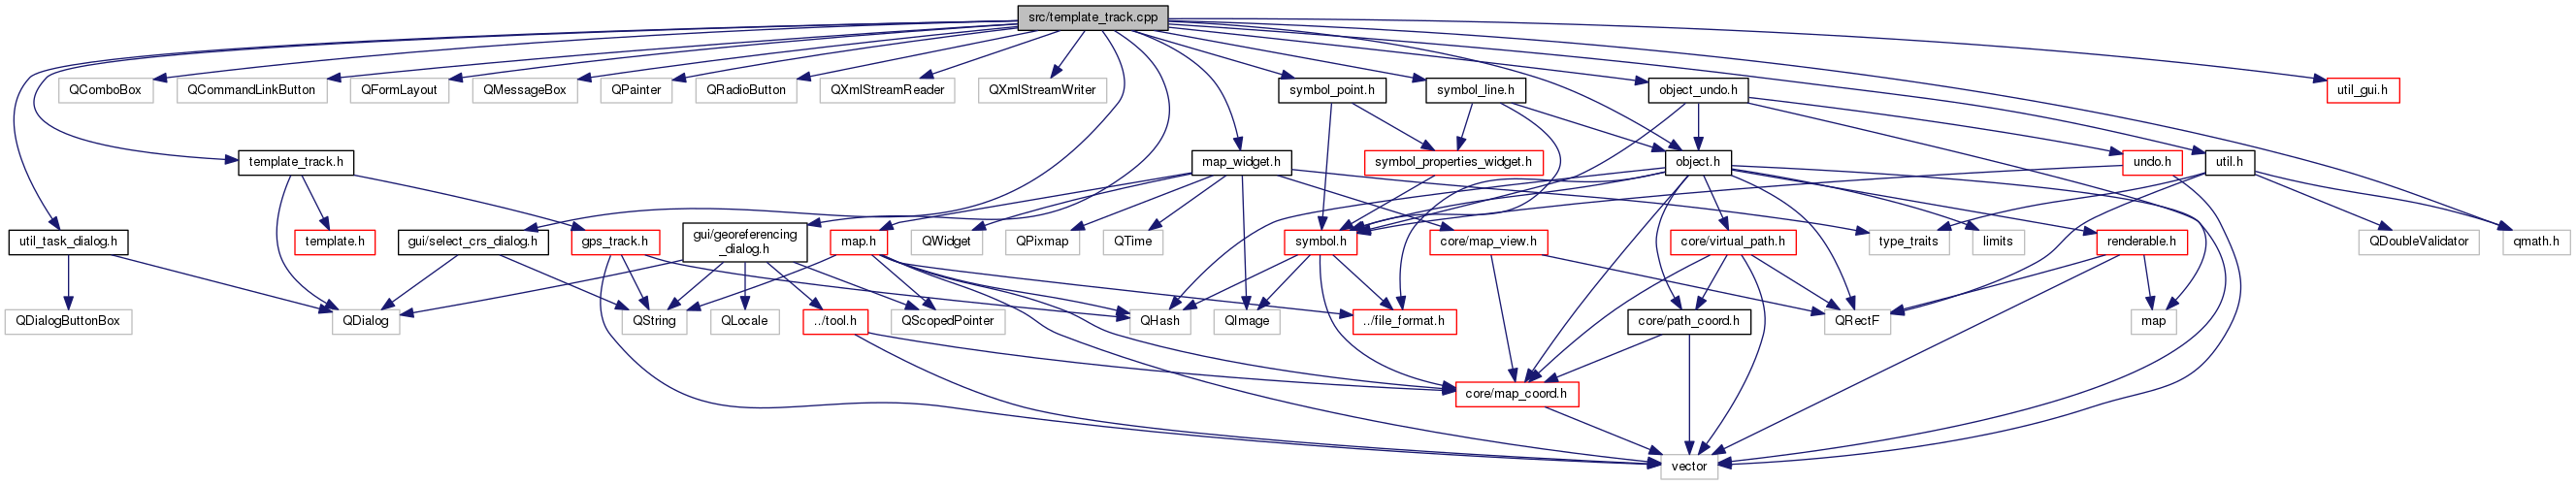 src/template_track.cpp
QComboBox
QCommandLinkButton
QFormLayout
QMessageBox
QPainter
QRadioButton
QXmlStreamReader
QXmlStreamWriter
symbol_point.h
symbol_line.h
object_undo.h
util_gui.h
template_track.h
map_widget.h
symbol_properties_widget.h
object.h
undo.h
util.h
util_task_dialog.h
template.h
gui/select_crs_dialog.h
gps_track.h
gui/georeferencing
_dialog.h
map.h
QWidget
QPixmap
QTime
symbol.h
core/map_view.h
core/virtual_path.h
type_traits
limits
renderable.h
QDoubleValidator
qmath.h
QDialogButtonBox
QDialog
QString
QLocale
../tool.h
QScopedPointer
QHash
QImage
../file_format.h
core/path_coord.h
QRectF
map
core/map_coord.h
vector